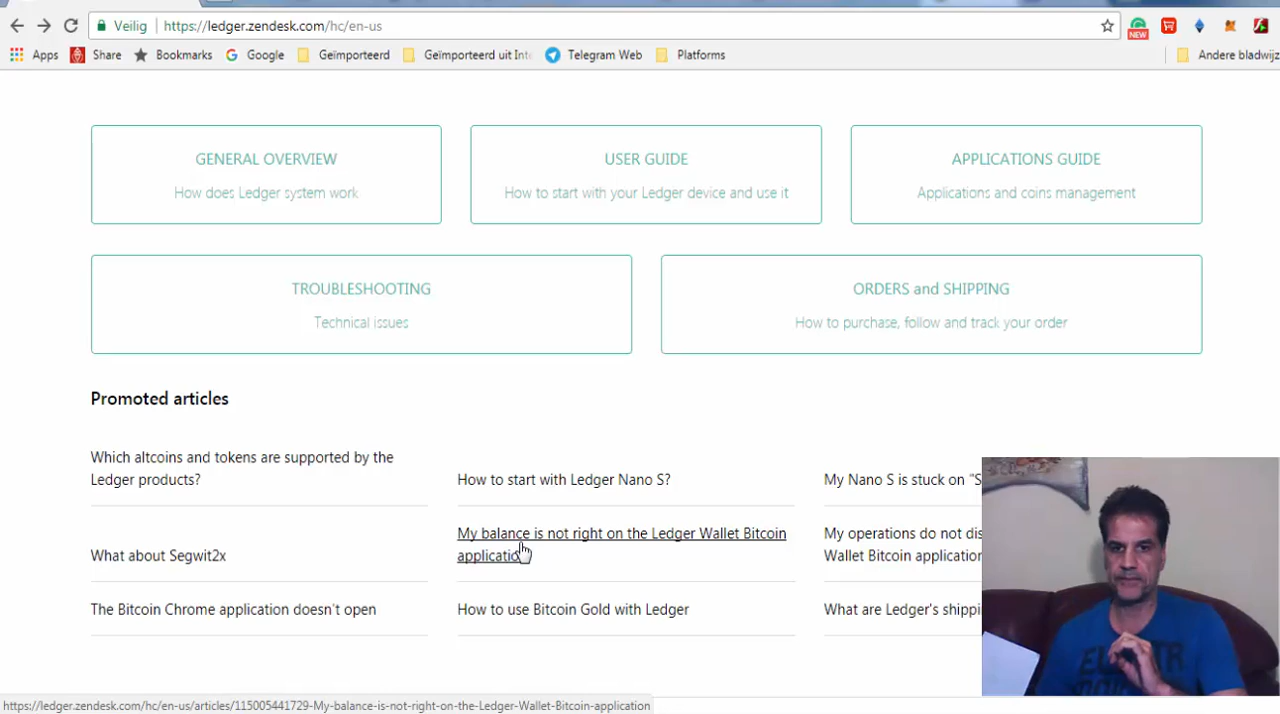 Veilig https://ledger.zendesk.com/hc/en-us
NEW
Apps Share Bookmarks Google Geïmporteerd Geïmporteerd uit Inte Telegram Web Platforms Andere bladwijz
GENERAL OVERVIEW
How does Ledger system work
USER GUIDE
How to start with your Ledger device and use it
APPLICATIONS GUIDE
Applications and coins management
TROUBLESHOOTING
Technical issues
ORDERS and SHIPPING
How to purchase, follow and track your order
Promoted articles
Which altcoins and tokens are supported by the
Ledger products?
How to start with Ledger Nano S?
My Nano S is stuck on "S
What about Segwit2x
My balance is not right on the Ledger Wallet Bitcoin
application
My operations do not dis
Wallet Bitcoin application
The Bitcoin Chrome application doesn't open
How to use Bitcoin Gold with Ledger
What are Ledger's shippi
https://ledger.zendesk.com/hc/en-us/articles/115005441729-My-balance-is-not-right-on-the-Ledger-Wallet-Bitcoin-application